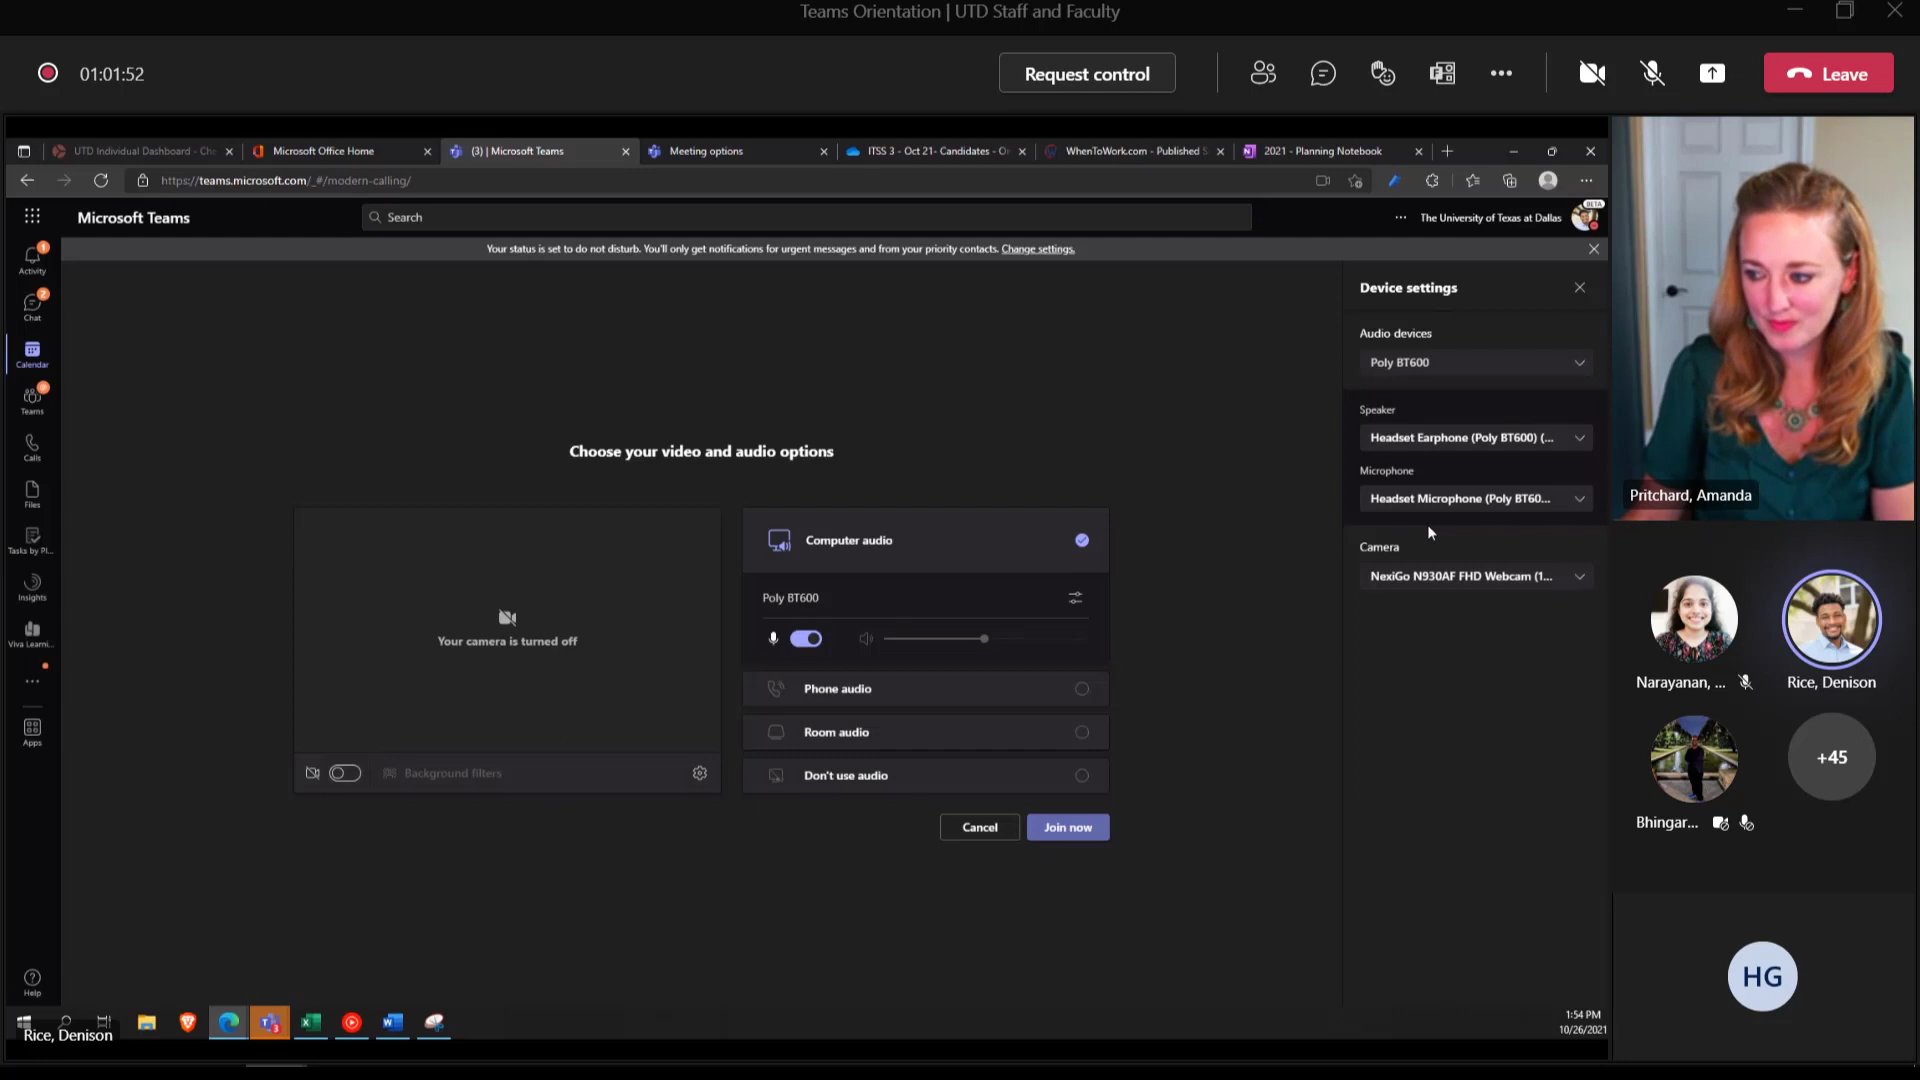 Teams Orientation | UTD Staff and Faculty
01:01:52
Request control
Leave
UTD Individual Dashboard - Che
Microsoft Office Home
(3) | Microsoft Teams
Meeting options
ITSS 3 - Oct 21- Candidates - On
WhenToWork.com - Published S
2021 - Planning Notebook
https://teams.microsoft.com/_#/modern-calling/
Microsoft Teams
Search
The University of Texas at Dallas
BETA
Your status is set to do not disturb. You'll only get notifications for urgent messages and from your priority contacts. Change settings.
1
Activity
2
Chat
Calendar
Teams
Calls
Files
Tasks by Pl...
Insights
Viva Learni...
Apps
Help
Choose your video and audio options
Your camera is turned off
Background filters
Computer audio
Poly BT600
Phone audio
Room audio
Don't use audio
Cancel
Join now
Device settings
Audio devices
Poly BT600
Speaker
Headset Earphone (Poly BT600) (...
Microphone
Headset Microphone (Poly BT60...
Camera
NexiGo N930AF FHD Webcam (1...
Pritchard, Amanda
Narayanan, ...
Rice, Denison
Bhingar...
+45
HG
3
1:54 PM
10/26/2021
Rice, Denison